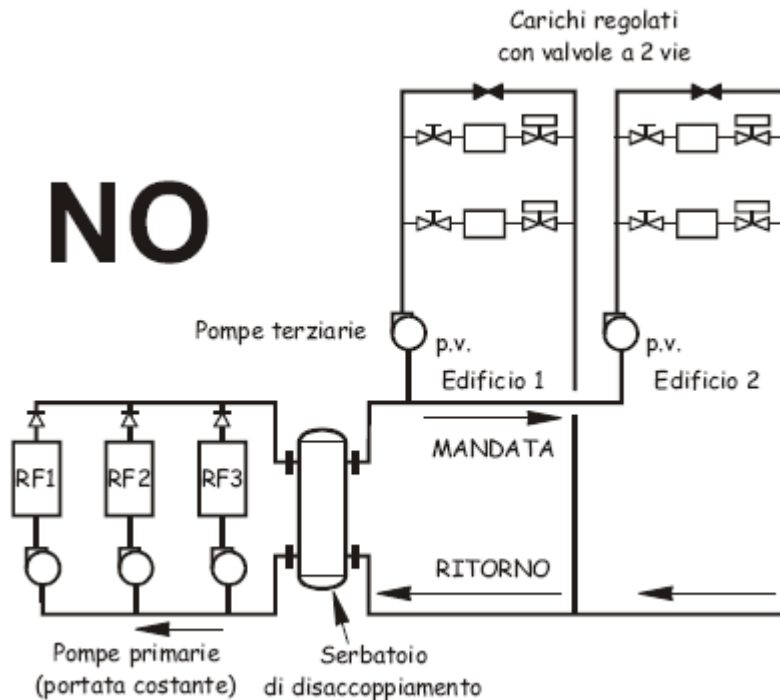 Carichi regolati
con valvole a 2 vie
NO
Pompe terziarie
p.v.
p.v.
Edificio 1
Edificio 2
MANDATA
RF1
RF2
RF3
RITORNO
Pompe primarie
(portata costante)
Serbatoio
di disaccoppiamento